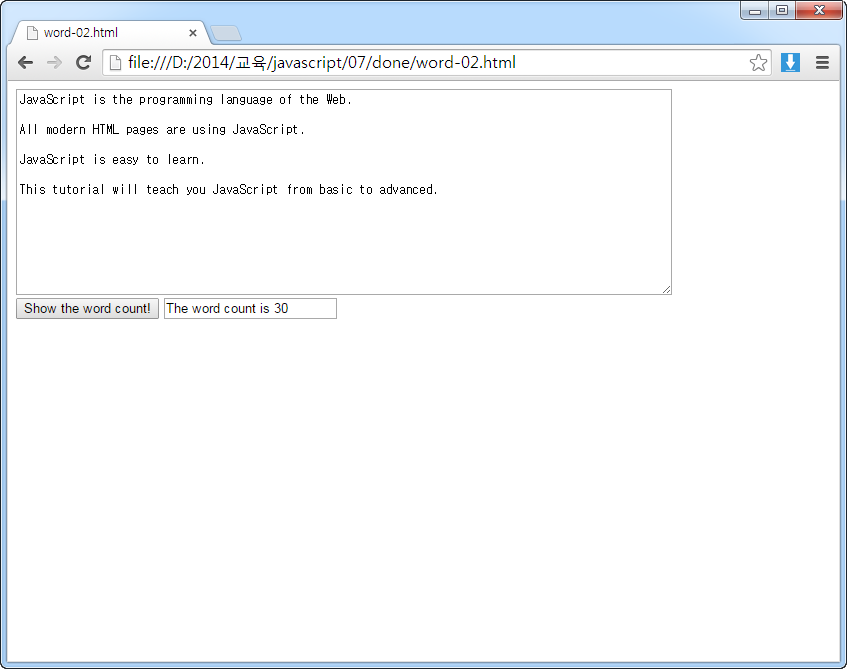 word-02.html
file:///D:/2014/교육/javascript/07/done/word-02.html
JavaScript is the programming language of the Web.
All modern HTML pages are using JavaScript.
JavaScript is easy to learn.
This tutorial will teach you JavaScript from basic to advanced.
Show the word count! The word count is 30